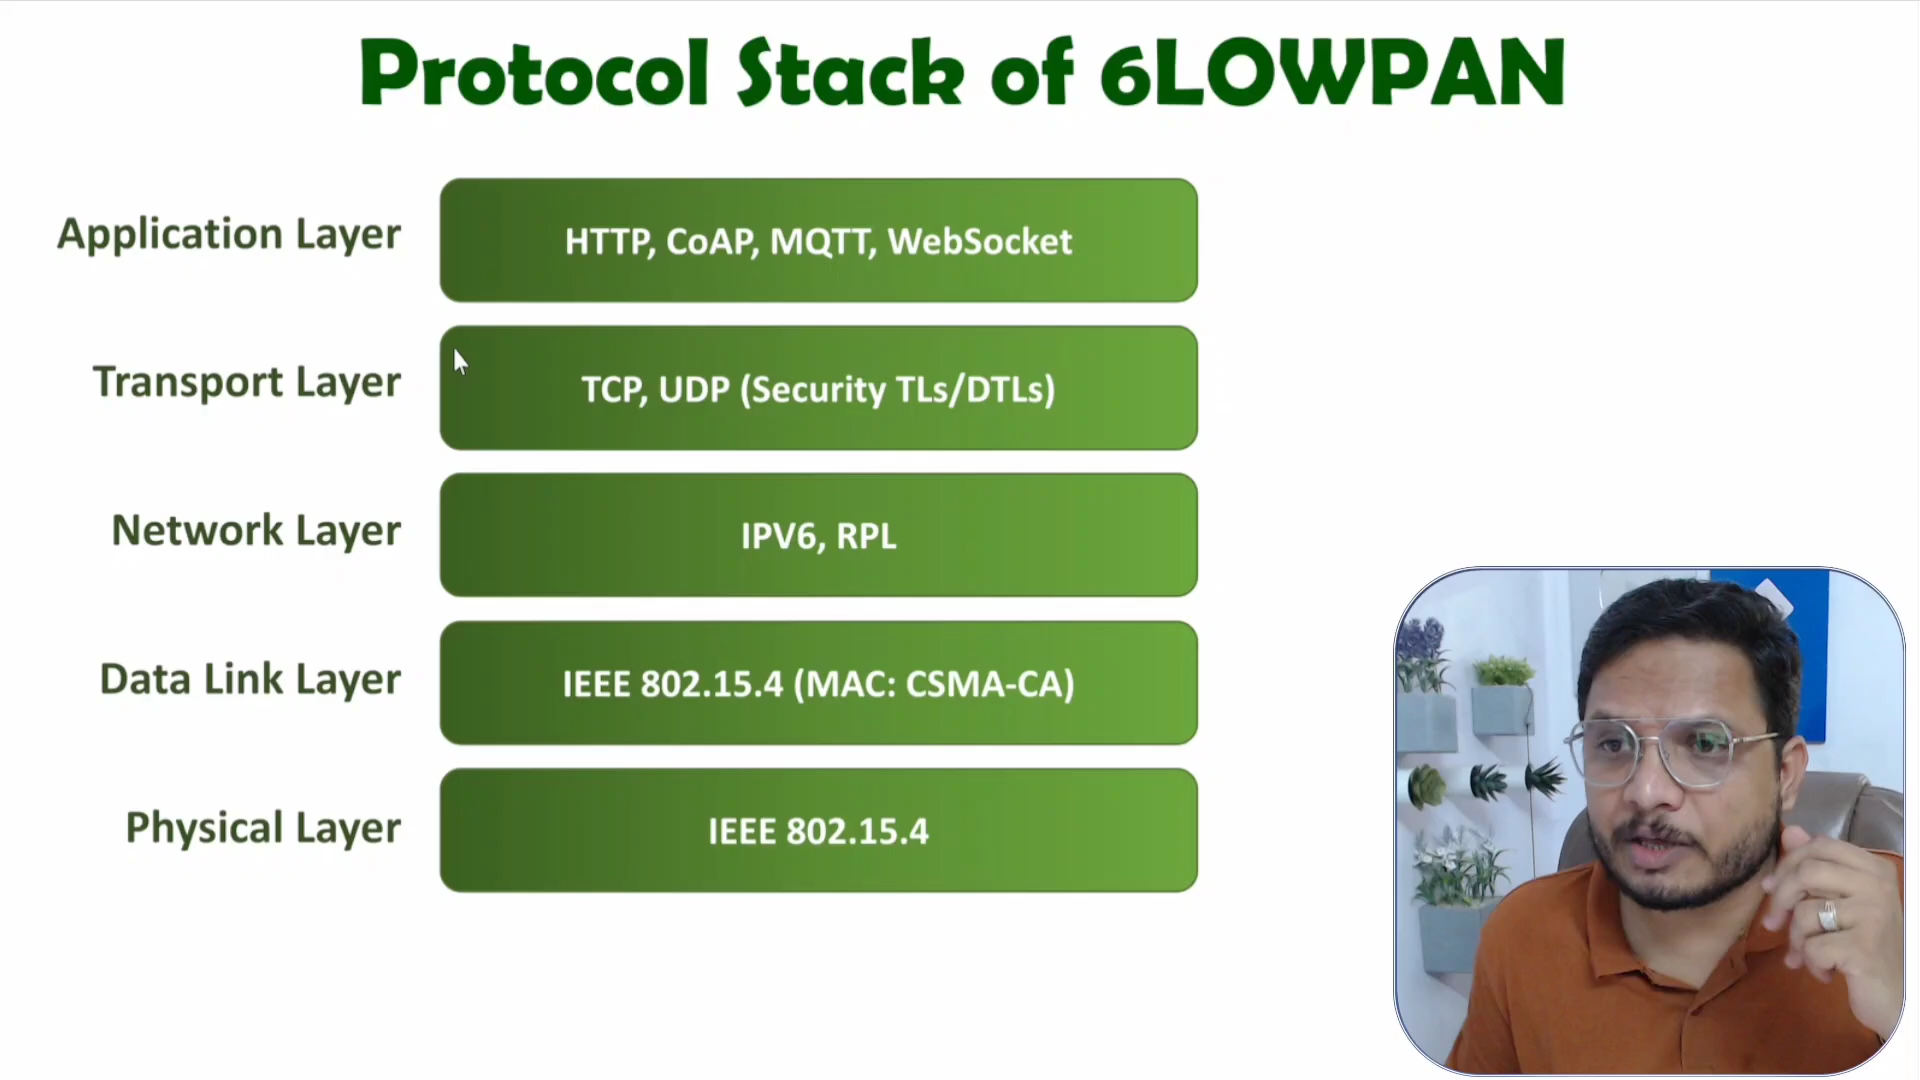 Protocol Stack of 6LOWPAN
Application Layer
HTTP, CoAP, MQTT, WebSocket
Transport Layer
TCP, UDP (Security TLs/DTLs)
Network Layer
IPV6, RPL
Data Link Layer
IEEE 802.15.4 (MAC: CSMA-CA)
Physical Layer
IEEE 802.15.4